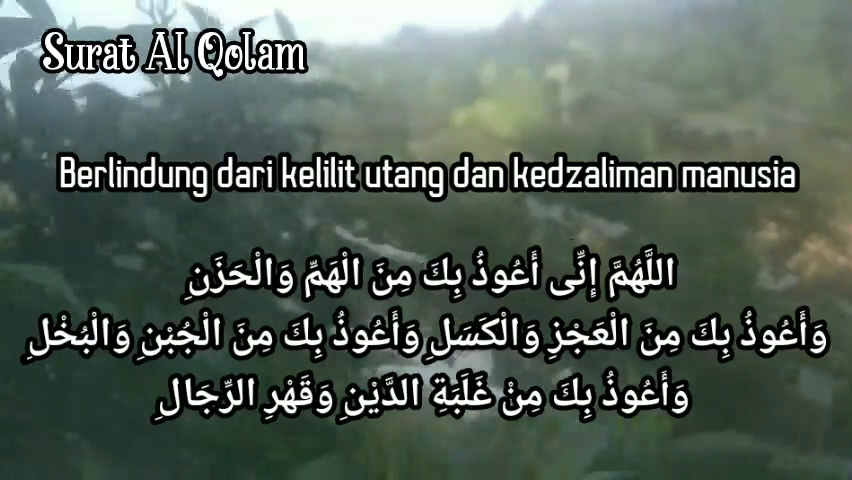 Surat Al Qolam
Berlindung dari kelilit utang dan kedzaliman manusia
اللَّهُمَّ إِنِّى أَعُوذُ بِكَ مِنَ الْهَمِّ وَالْحَزَنِ
وَأَعُوذُ بِكَ مِنَ الْعَجْزِ وَالْكَسَلِ وَأَعُوذُ بِكَ مِنَ الْجُبْنِ وَالْبُخْلِ
وَأَعُوذُ بِكَ مِنْ غَلَبَةِ الدَّيْنِ وَقَهْرِ الرِّجَالِ